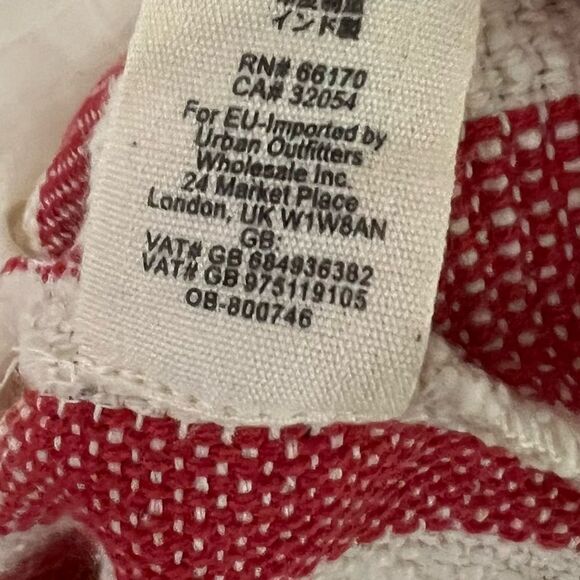 インド製
RN# 66170
CA# 32054
For EU-Imported by
Urban Outfitters
Wholesale Inc.
24 Market Place
London, UK W1W8AN
GB:
VAT# GB 684936382
VAT# GB 975119105
OB-800746